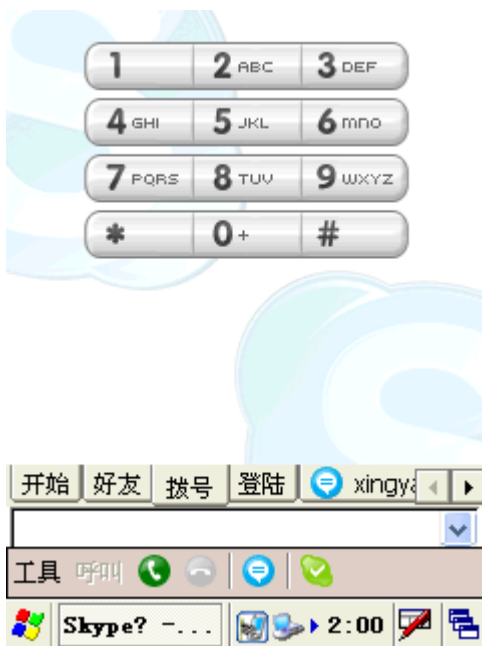 1 2 ABC 3 DEF
4 GHI 5 JKL 6 mno
7 PQRS 8 TUV 9 WXYZ
* 0 + #
开始 好友 拨号 登陆 xingya
工具 呼叫
Skype? -... 2:00